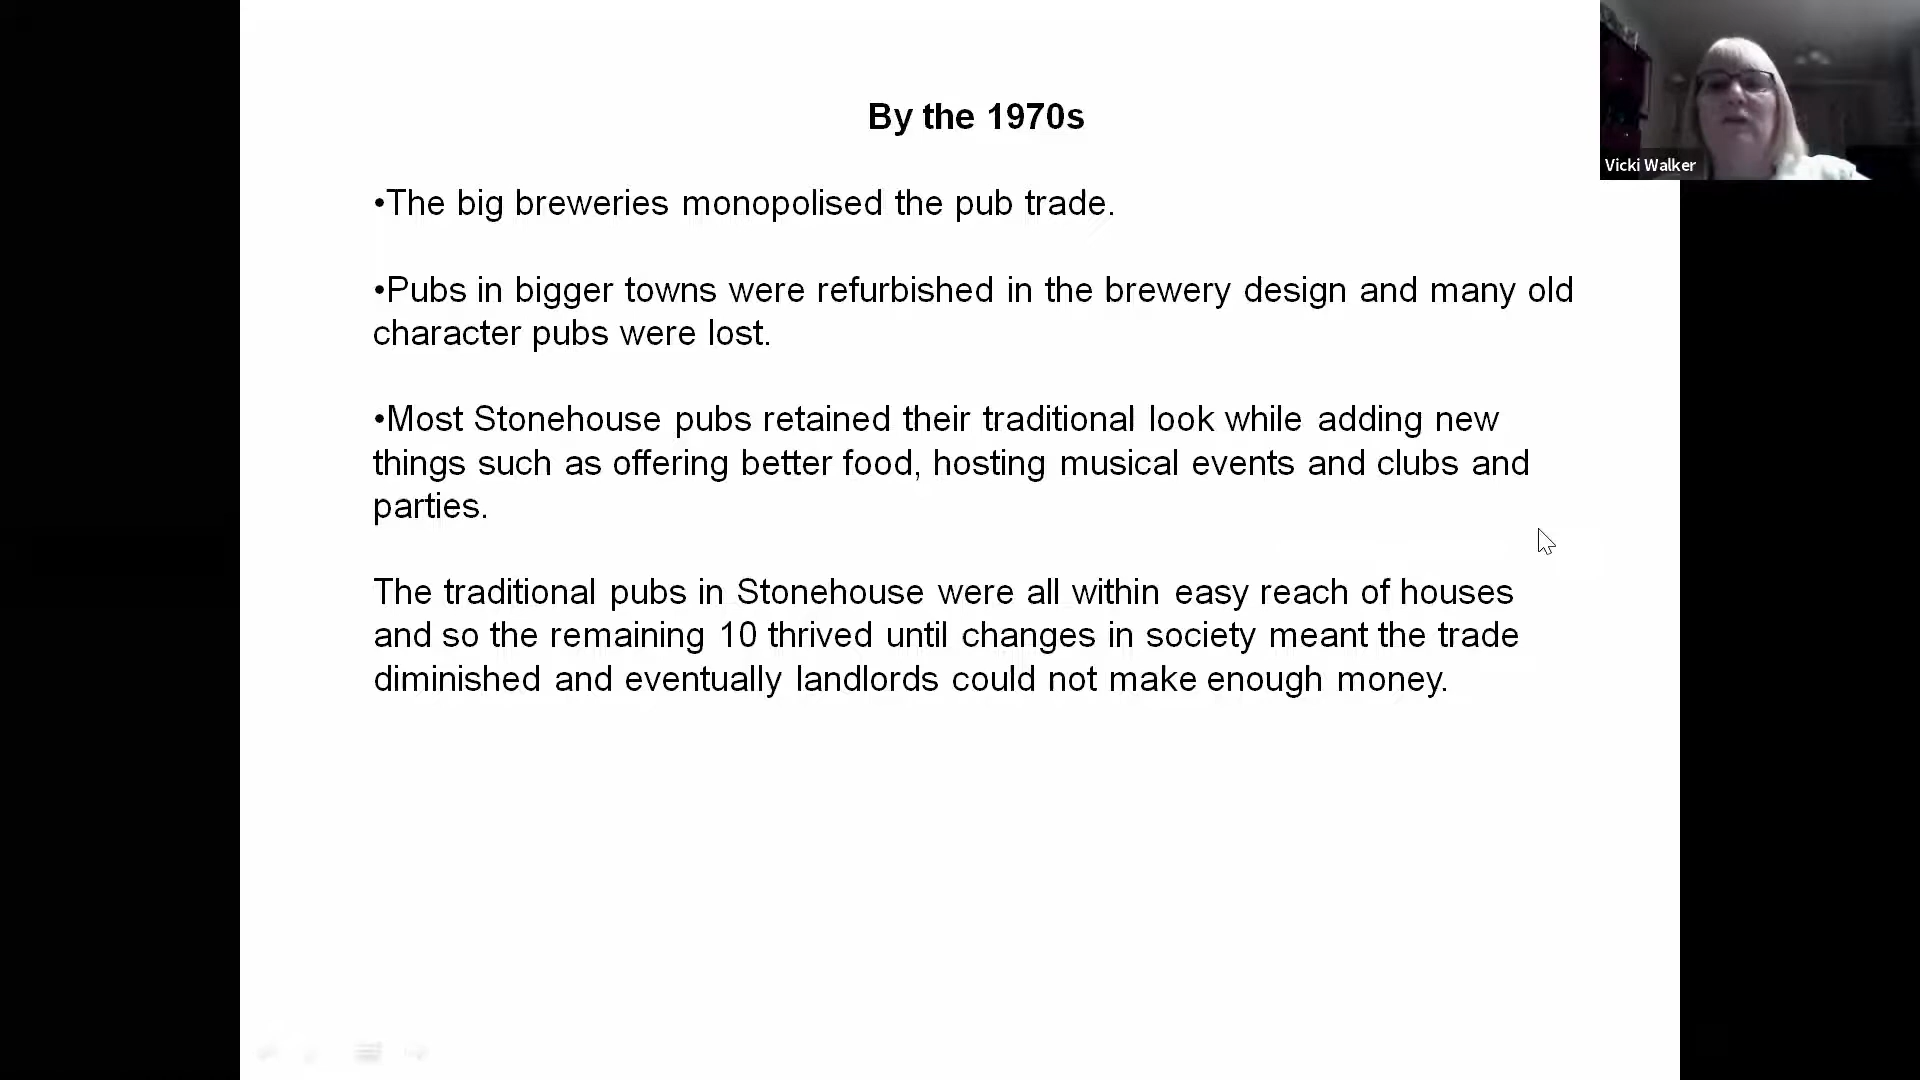 By the 1970s
•The big breweries monopolised the pub trade.
•Pubs in bigger towns were refurbished in the brewery design and many old
character pubs were lost.
•Most Stonehouse pubs retained their traditional look while adding new
things such as offering better food, hosting musical events and clubs and
parties.
The traditional pubs in Stonehouse were all within easy reach of houses
and so the remaining 10 thrived until changes in society meant the trade
diminished and eventually landlords could not make enough money.
Vicki Walker